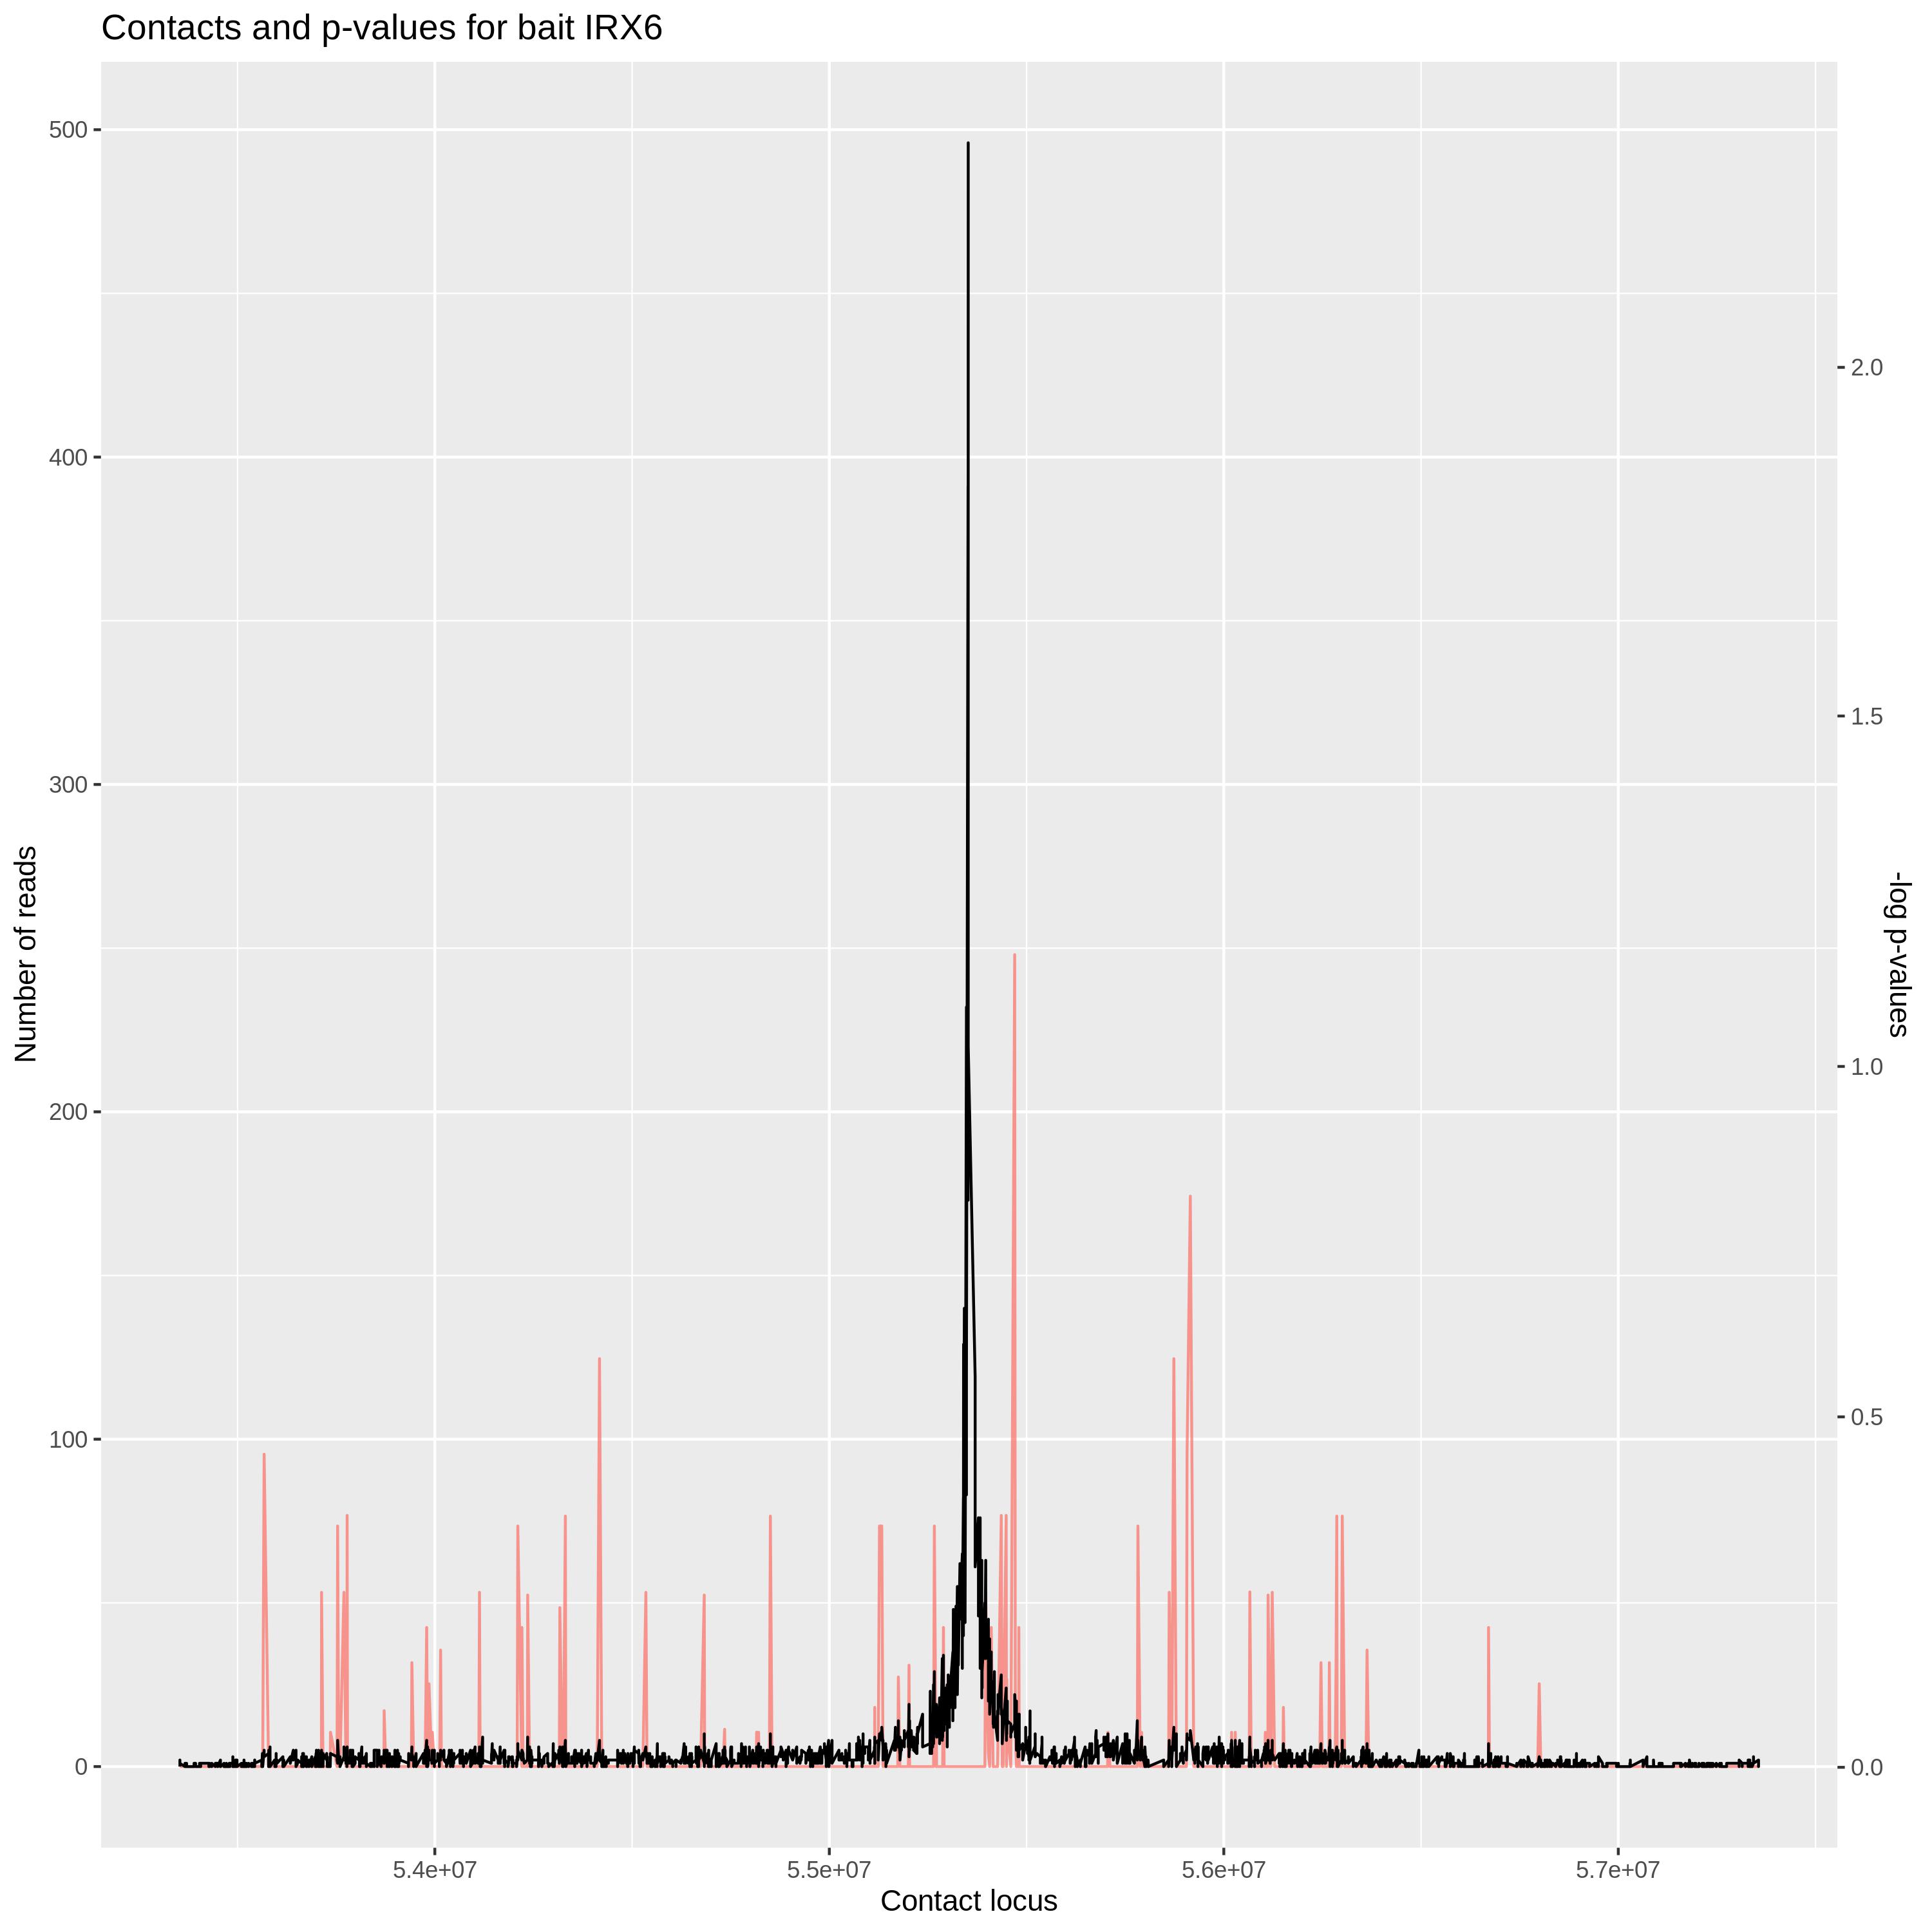 Contacts and p-values for bait IRX6
500
400
300
200
100
0
Number of reads
2.0
1.5
1.0
0.5
0.0
-log p-values
5.4e+07
5.5e+07
5.6e+07
5.7e+07
Contact locus